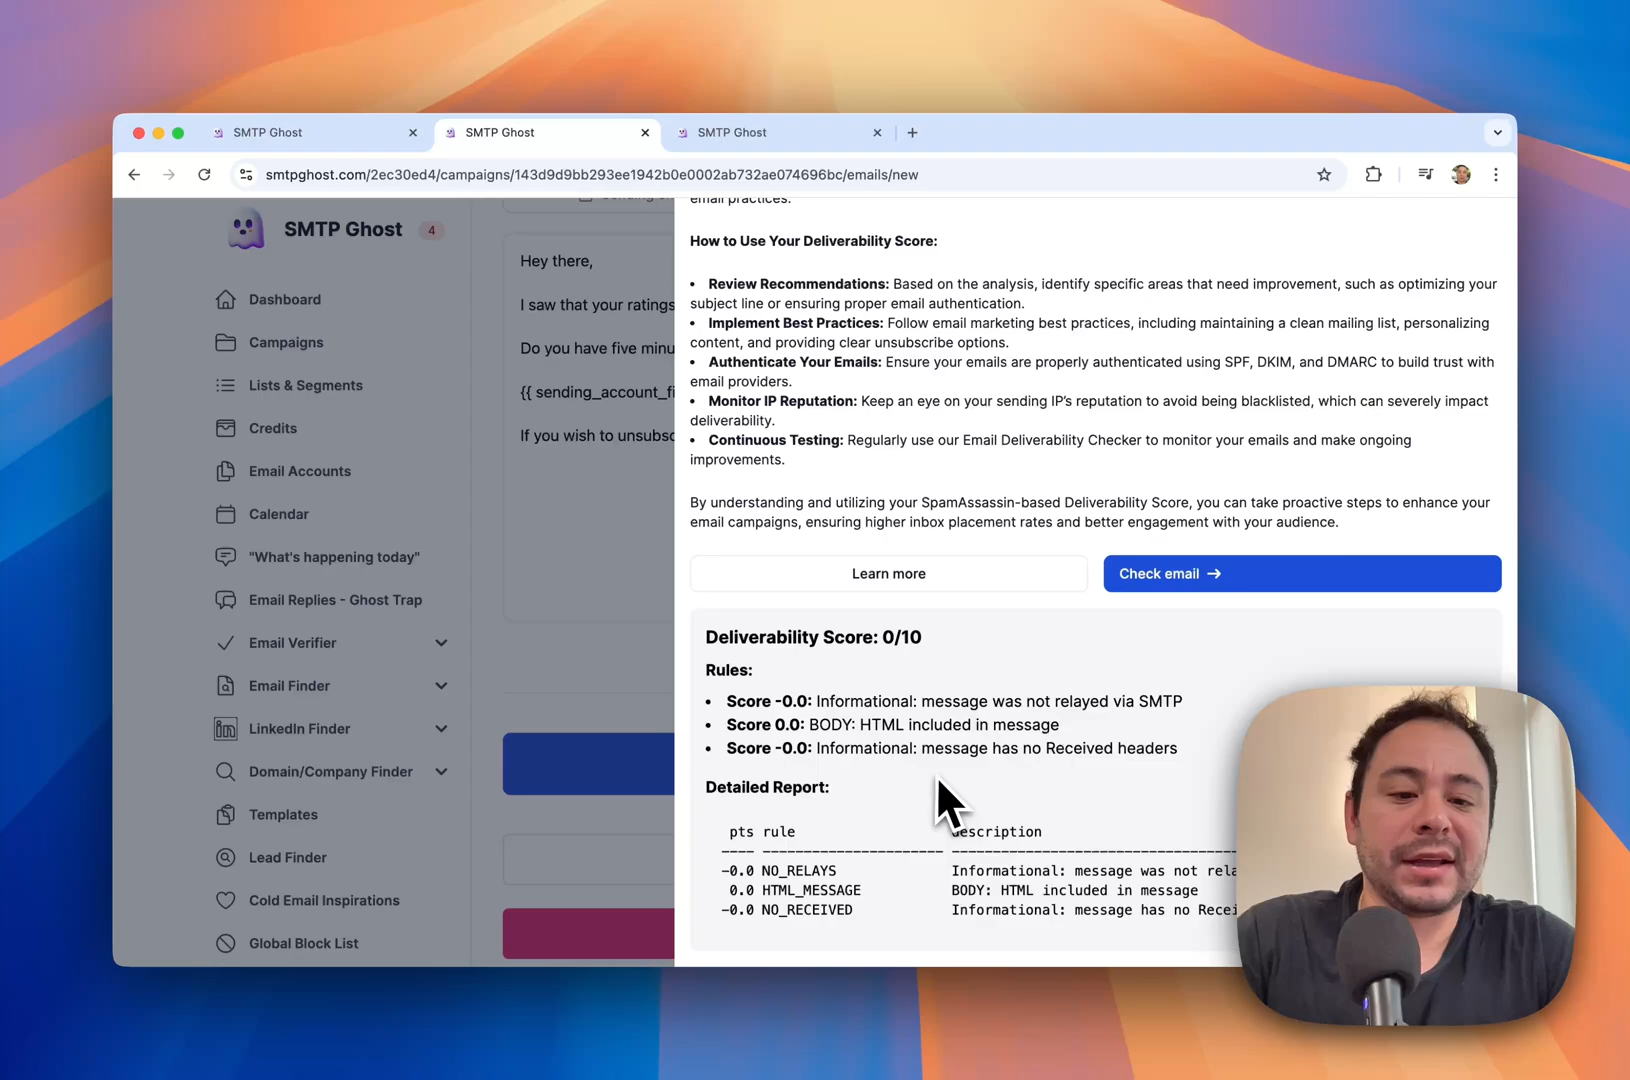 SMTP Ghost
SMTP Ghost
SMTP Ghost
smtpghost.com/2ec30ed4/campaigns/143d9d9bb293ee1942b0e0002ab732ae074696bc/emails/new
SMTP Ghost 4
Dashboard
Campaigns
Lists & Segments
Credits
Email Accounts
Calendar
"What's happening today"
Email Replies - Ghost Trap
Email Verifier
Email Finder
LinkedIn Finder
Domain/Company Finder
Templates
Lead Finder
Cold Email Inspirations
Global Block List
Hey there,
I saw that your ratings
Do you have five minu
{{ sending_account_fi
If you wish to unsubsc
email practices.
How to Use Your Deliverability Score:
• Review Recommendations: Based on the analysis, identify specific areas that need improvement, such as optimizing your
subject line or ensuring proper email authentication.
• Implement Best Practices: Follow email marketing best practices, including maintaining a clean mailing list, personalizing
content, and providing clear unsubscribe options.
• Authenticate Your Emails: Ensure your emails are properly authenticated using SPF, DKIM, and DMARC to build trust with
email providers.
• Monitor IP Reputation: Keep an eye on your sending IP's reputation to avoid being blacklisted, which can severely impact
deliverability.
• Continuous Testing: Regularly use our Email Deliverability Checker to monitor your emails and make ongoing
improvements.
By understanding and utilizing your SpamAssassin-based Deliverability Score, you can take proactive steps to enhance your
email campaigns, ensuring higher inbox placement rates and better engagement with your audience.
Learn more
Check email →
Deliverability Score: 0/10
Rules:
• Score -0.0: Informational: message was not relayed via SMTP
• Score 0.0: BODY: HTML included in message
• Score -0.0: Informational: message has no Received headers
Detailed Report:
pts rule description
---- ---------------------- --------------------------------
-0.0 NO_RELAYS Informational: message was not rela
0.0 HTML_MESSAGE BODY: HTML included in message
-0.0 NO_RECEIVED Informational: message has no Recei